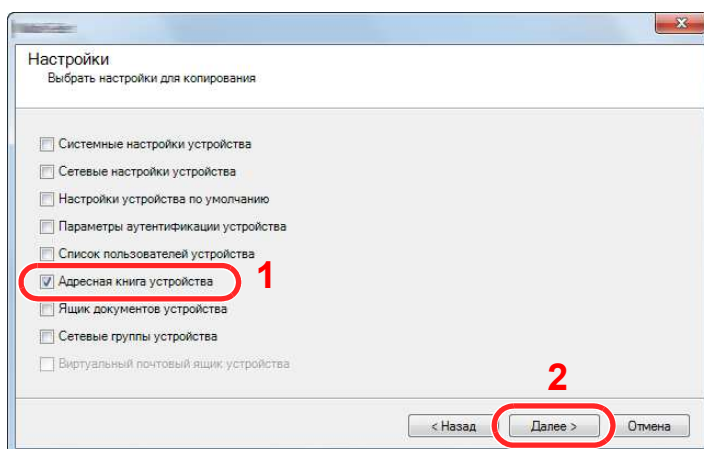 Настройки
Выбрать настройки для копирования
Системные настройки устройства
Сетевые настройки устройства
Настройки устройства по умолчанию
Параметры аутентификации устройства
Список пользователей устройства
Адресная книга устройства 1
Ящик документов устройства
Сетевые группы устройства
Виртуальный почтовый ящик устройства
2
< Назад Далее > Отмена